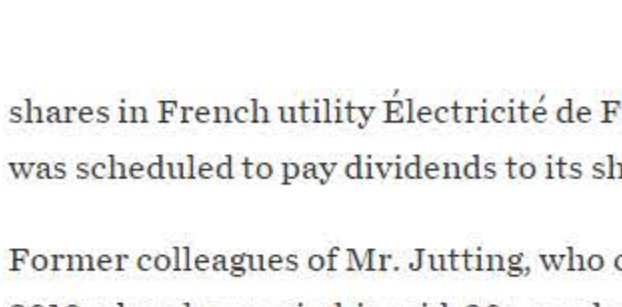 shares in French utility Électricité de F
was scheduled to pay dividends to its sh
Former colleagues of Mr. Jutting, who